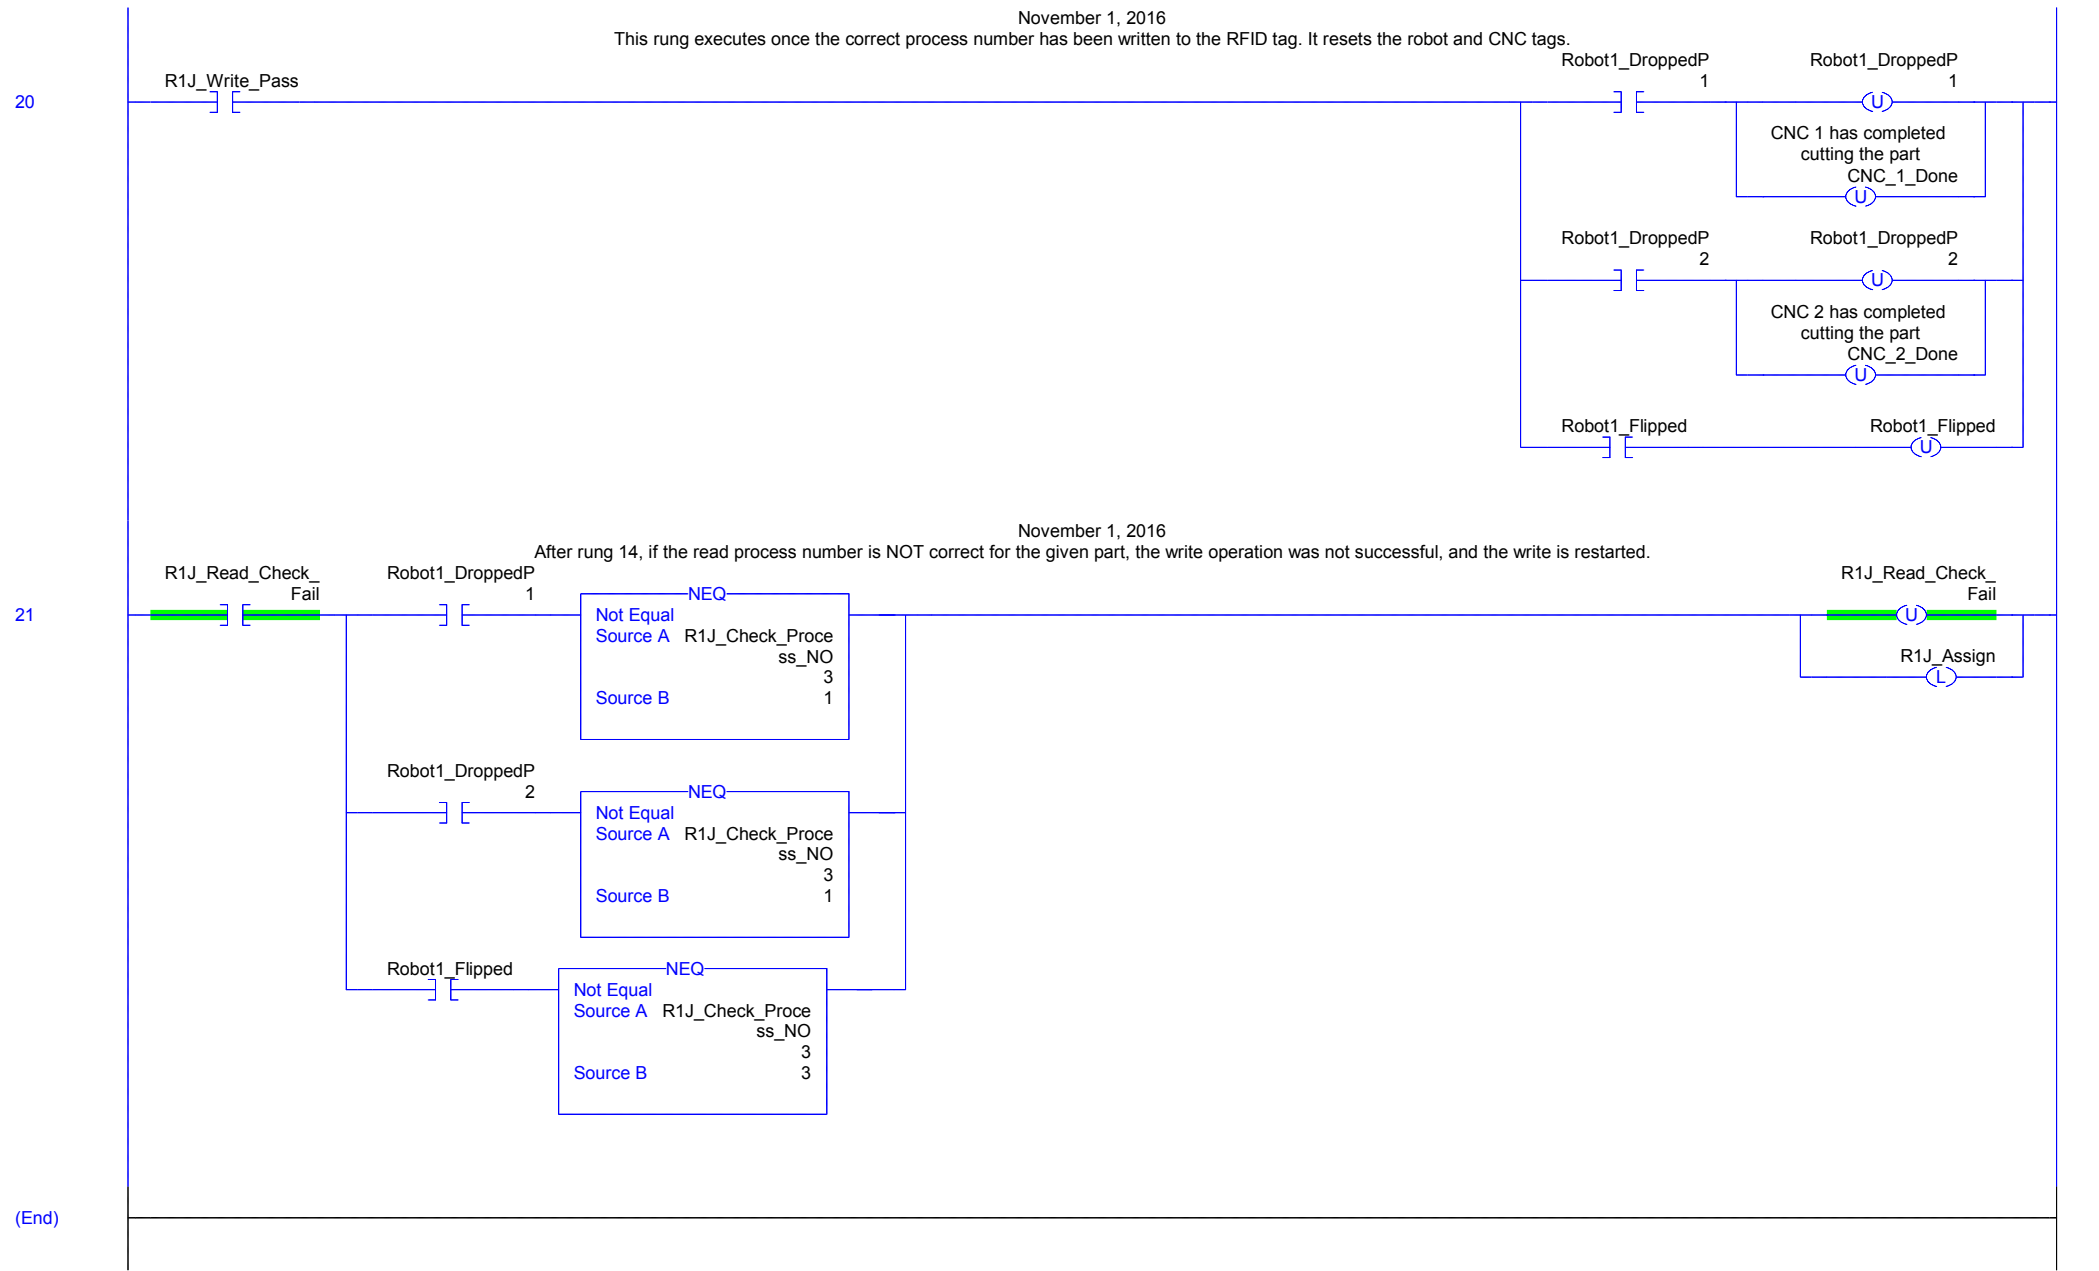 November 1, 2016
This rung executes once the correct process number has been written to the RFID tag. It resets the robot and CNC tags.
20
R1J_Write_Pass
Robot1_DroppedP
1
Robot1_DroppedP
1
U
CNC 1 has completed
cutting the part
CNC_1_Done
U
Robot1_DroppedP
2
Robot1_DroppedP
2
U
CNC 2 has completed
cutting the part
CNC_2_Done
U
Robot1_Flipped
Robot1_Flipped
U
November 1, 2016
After rung 14, if the read process number is NOT correct for the given part, the write operation was not successful, and the write is restarted.
21
R1J_Read_Check_
Fail
Robot1_DroppedP
1
NEQ
Not Equal
Source A R1J_Check_Proce
ss_NO
3
Source B 1
R1J_Read_Check_
Fail
U
R1J_Assign
L
Robot1_DroppedP
2
NEQ
Not Equal
Source A R1J_Check_Proce
ss_NO
3
Source B 1
Robot1_Flipped
NEQ
Not Equal
Source A R1J_Check_Proce
ss_NO
3
Source B 3
(End)